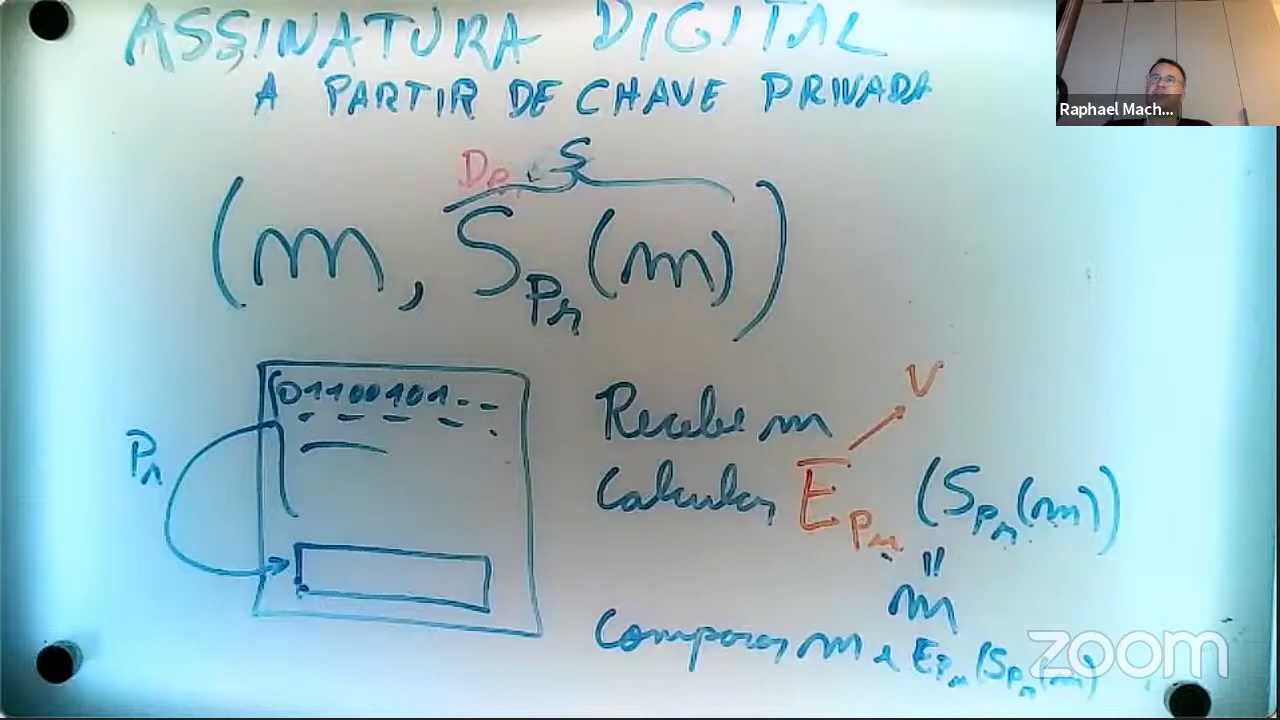 ASSINATURA DIGITAL
A PARTIR DE CHAVE PRIVADA
Raphael Mach...
S
(m, S_Pr(m))
01100101--
Pr
Recebe m
V
Calcular E_Pu (S_Pr(m))
=
m
Comparar m e E_Pu(S_Pr(m))
zoom